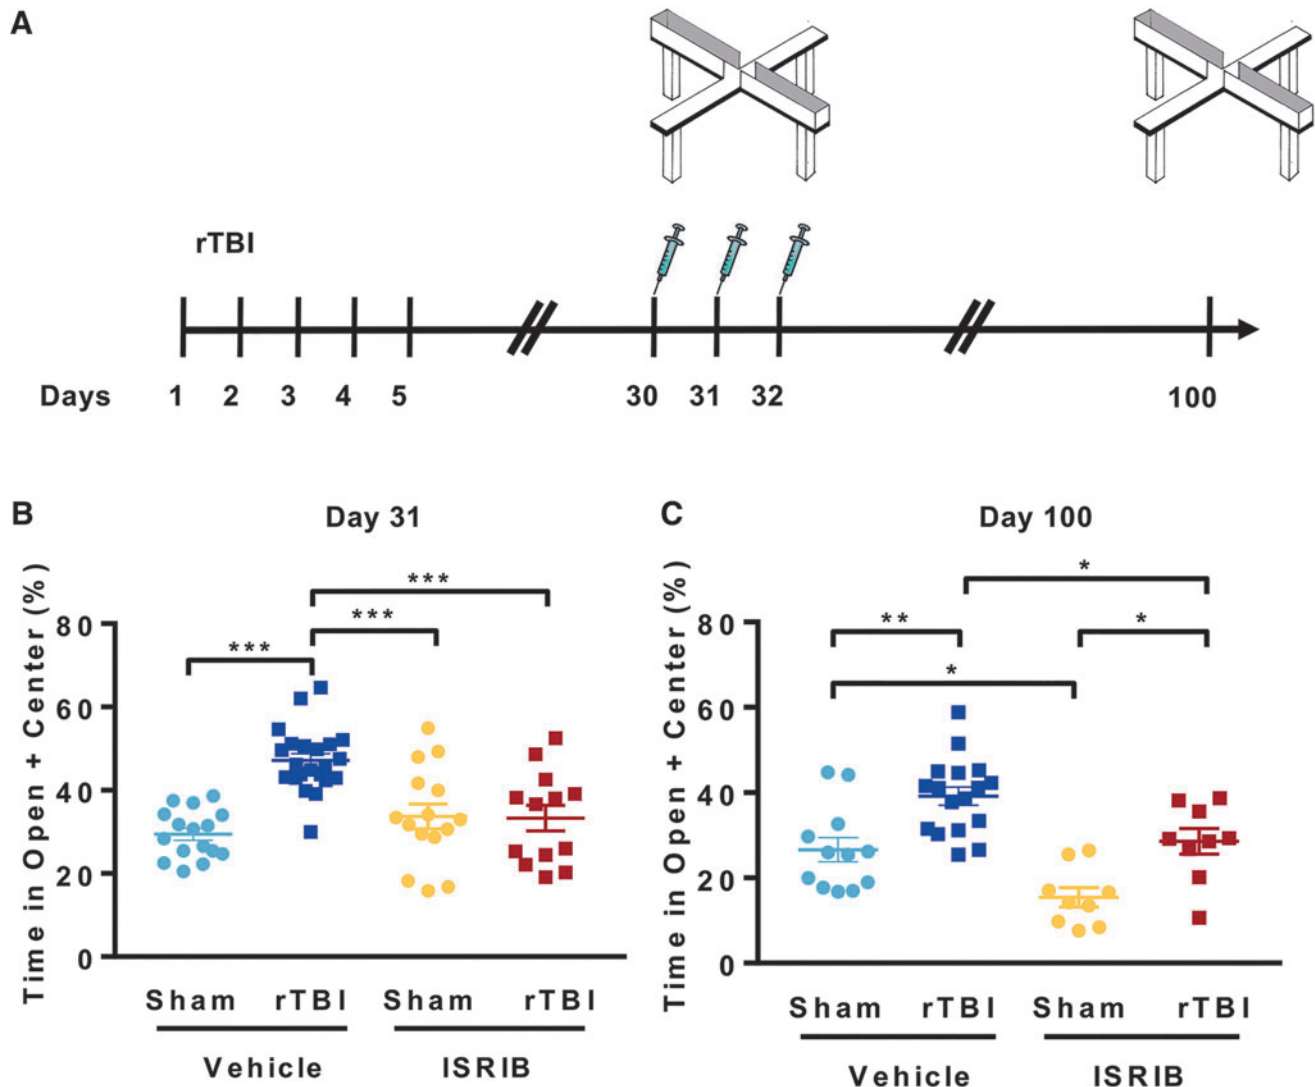 A
rTBI
Days 1 2 3 4 5 30 31 32 100
B
Day 31
Time in Open + Center (%)
80
60
40
20
0
***
***
***
Sham rTBI Sham rTBI
Vehicle ISRIB
C
Day 100
Time in Open + Center (%)
80
60
40
20
0
*
**
*
*
Sham rTBI Sham rTBI
Vehicle ISRIB